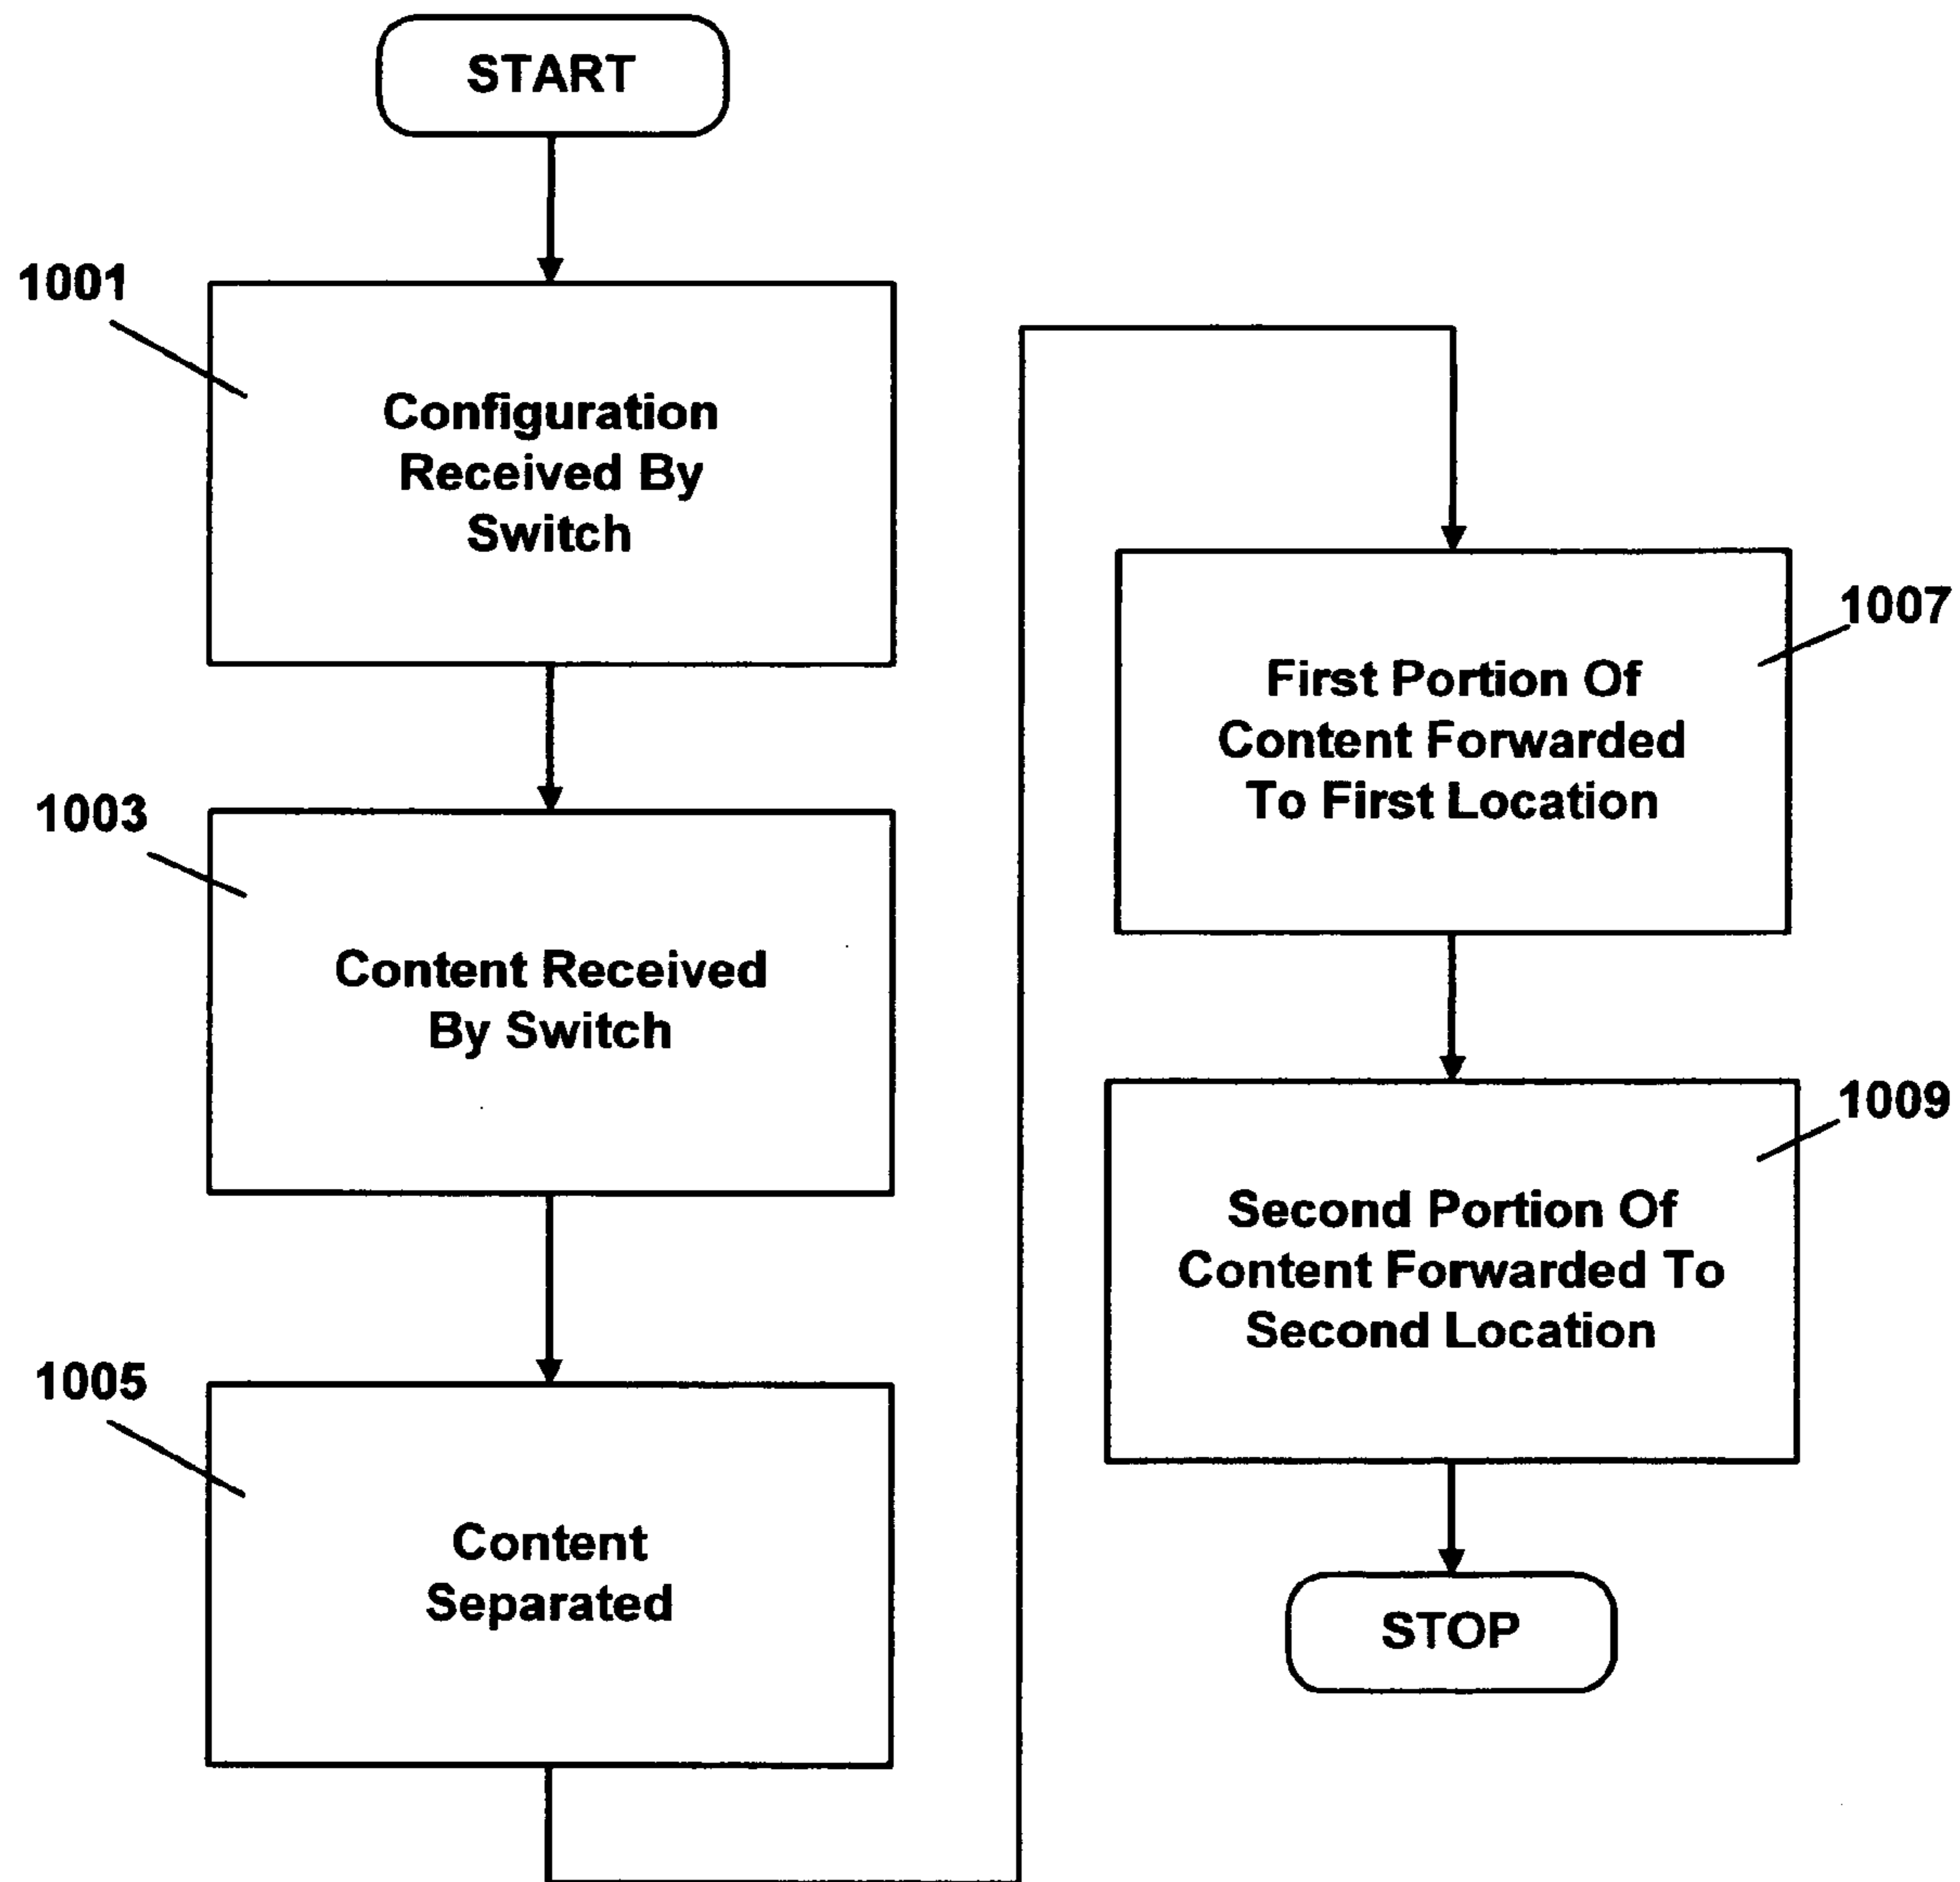 START
1001
Configuration
Received By
Switch
1003
Content Received
By Switch
1005
Content
Separated
1007
First Portion Of
Content Forwarded
To First Location
1009
Second Portion Of
Content Forwarded To
Second Location
STOP